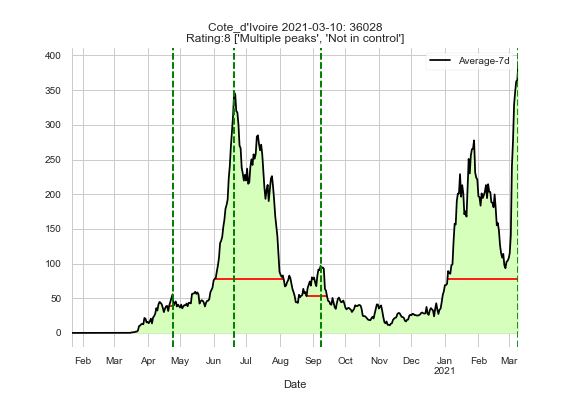 Cote_d'Ivoire 2021-03-10: 36028
Rating:8 ['Multiple peaks', 'Not in control']
Average-7d
400
350
300
250
200
150
100
50
0
Feb Mar Apr May Jun Jul Aug Sep Oct Nov Dec Jan Feb Mar
2021
Date